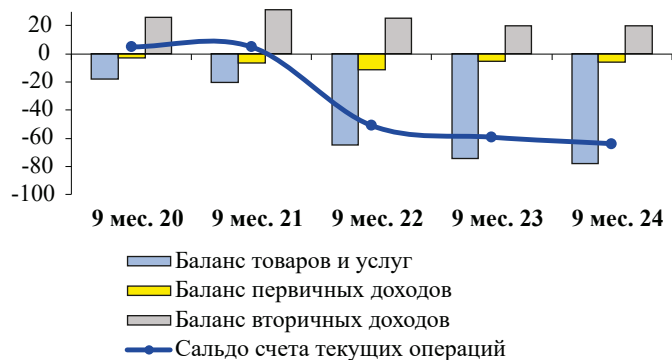 20
0
-20
-40
-60
-80
-100
9 мес. 20 9 мес. 21 9 мес. 22 9 мес. 23 9 мес. 24
Баланс товаров и услуг
Баланс первичных доходов
Баланс вторичных доходов
Сальдо счета текущих операций